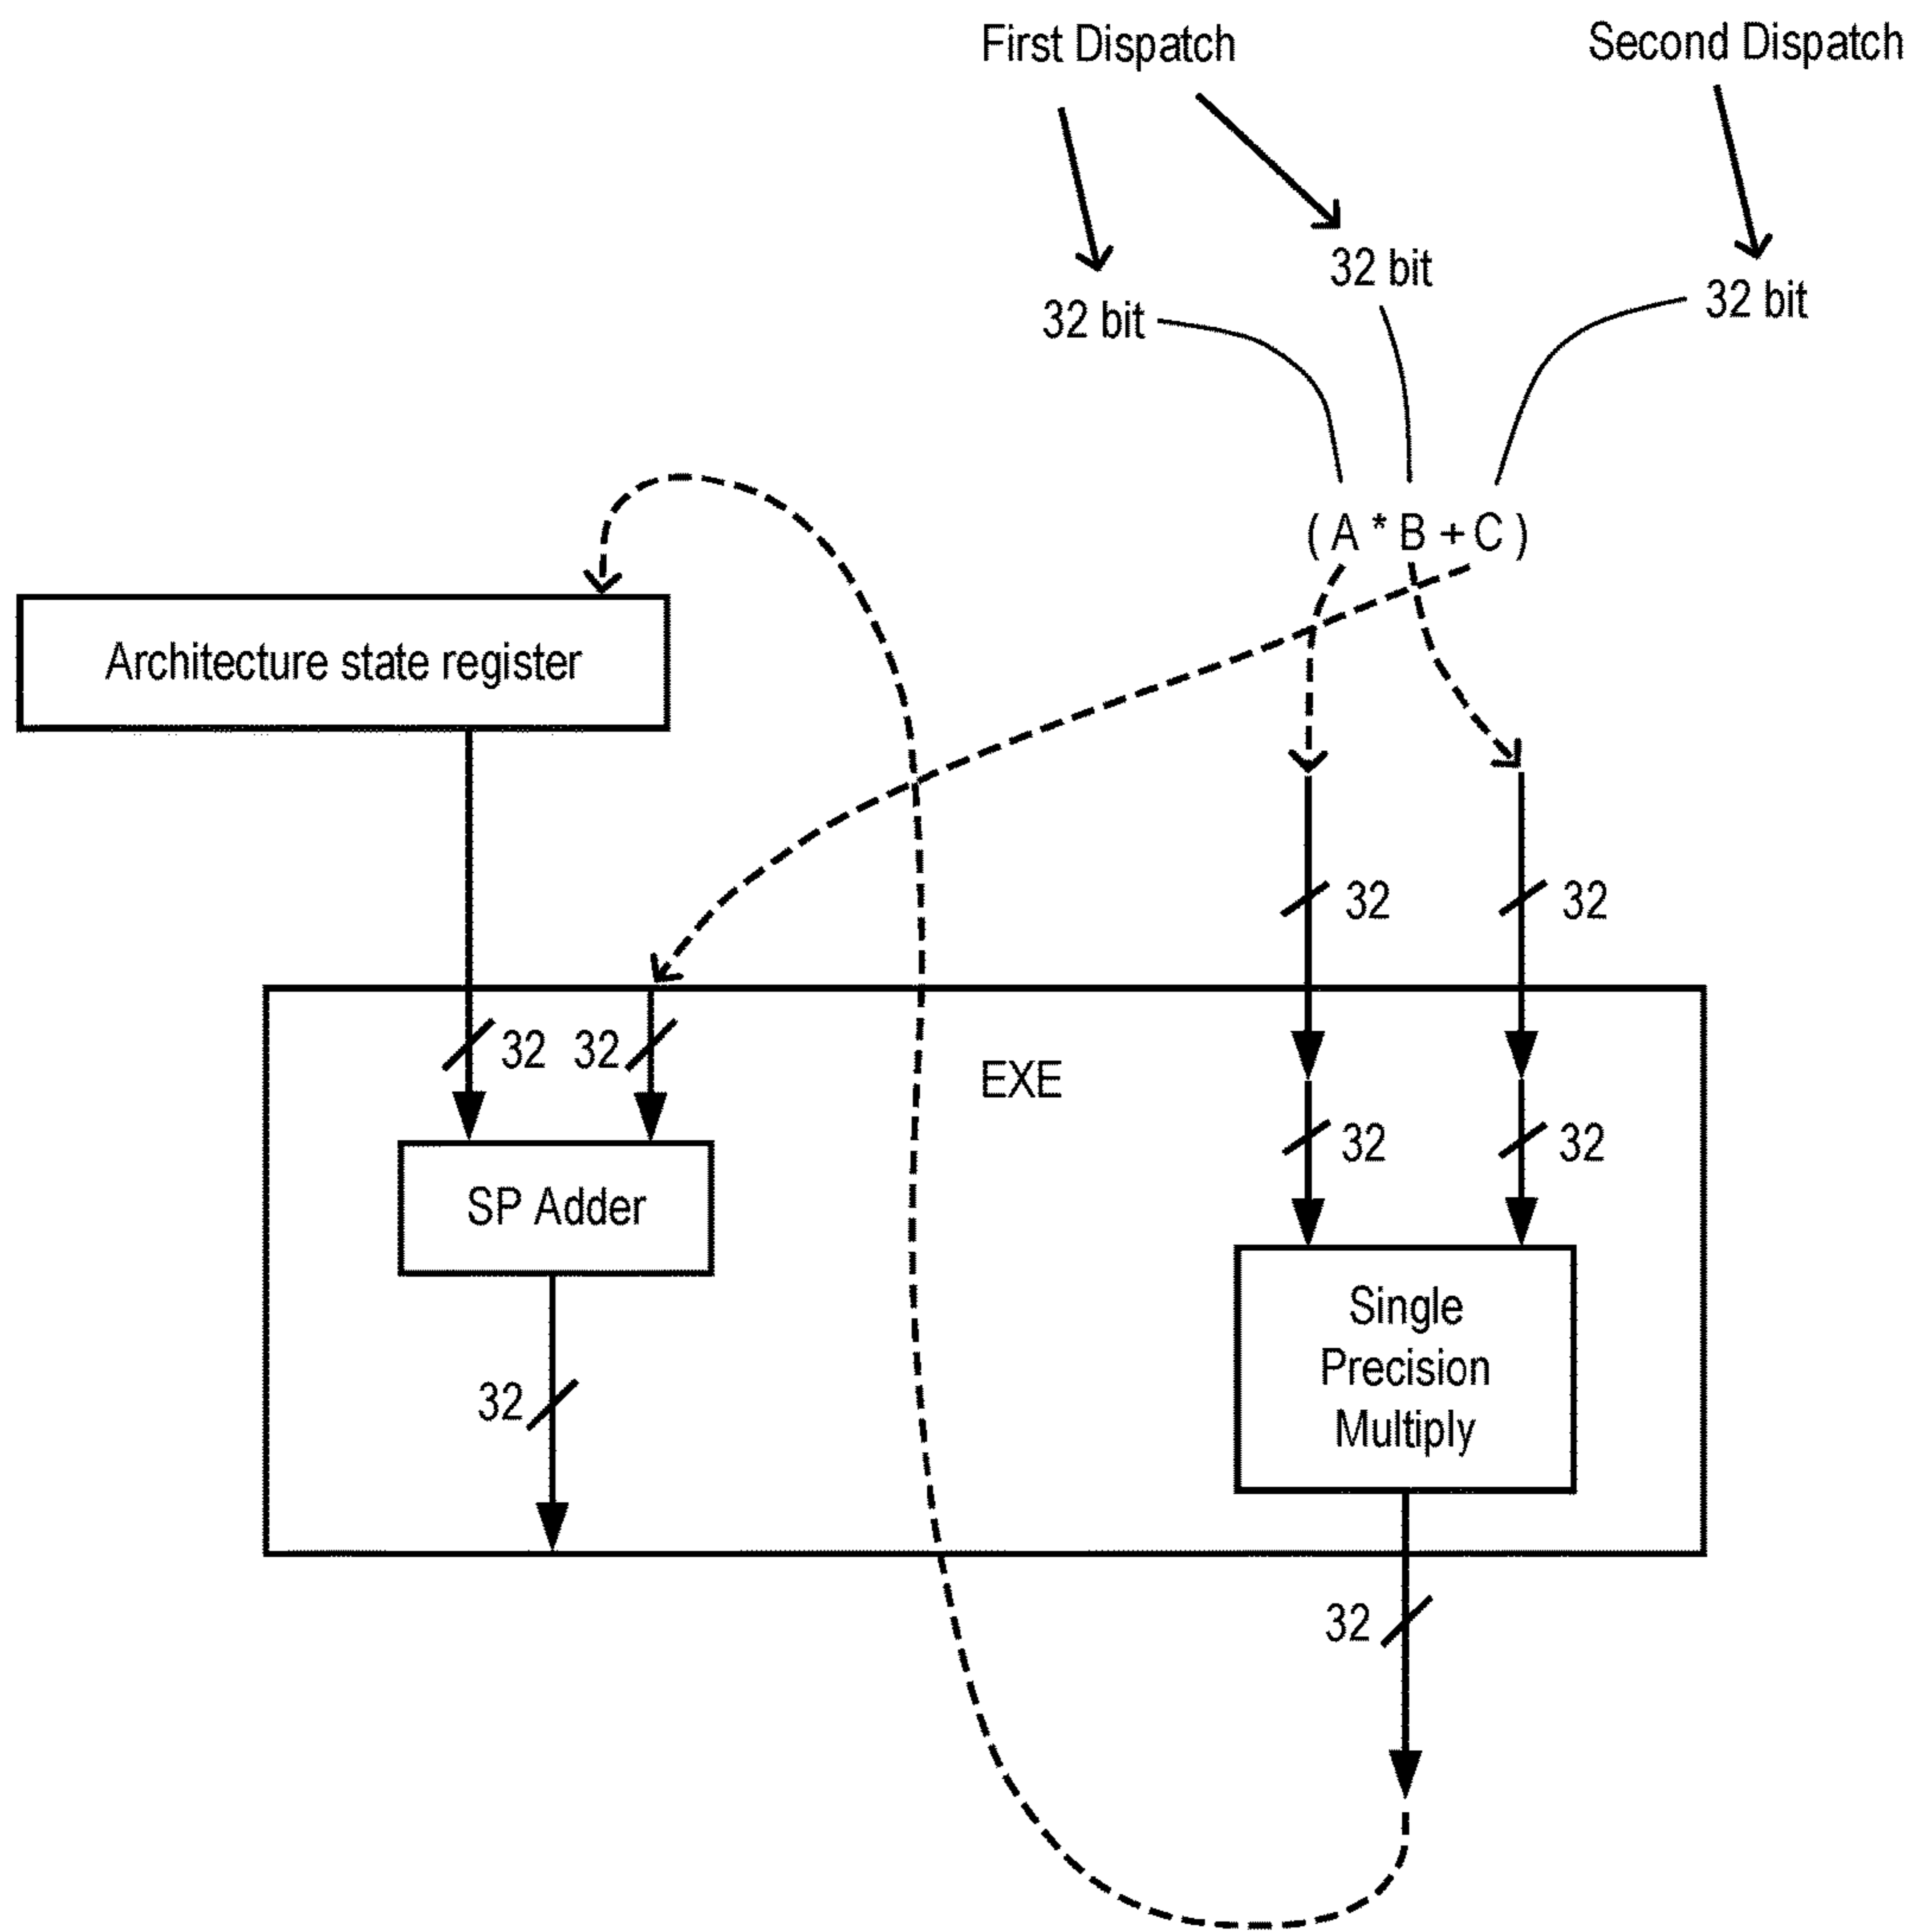 First Dispatch
Second Dispatch
32 bit
32 bit
32 bit
( A * B + C )
Architecture state register
32
32
32
32
EXE
32
32
SP Adder
Single
Precision
Multiply
32
32